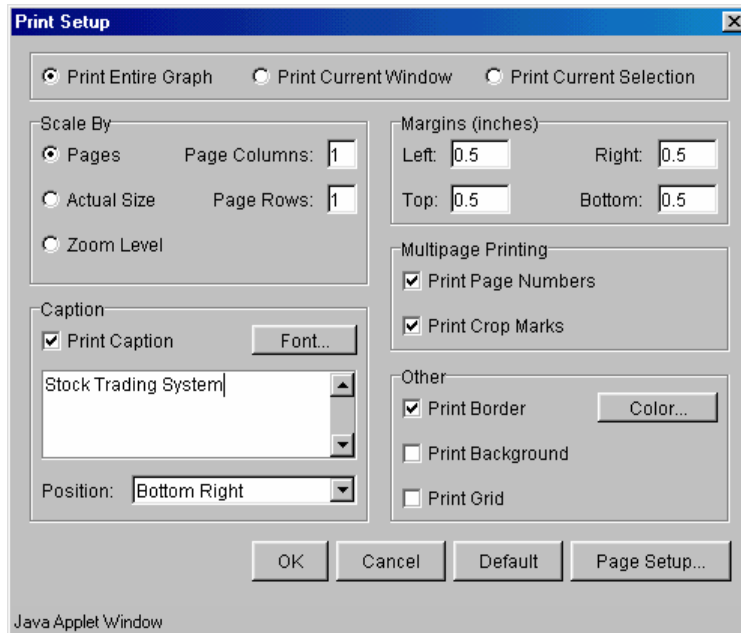 Print Setup
Print Entire Graph Print Current Window Print Current Selection
Scale By
Pages Page Columns: 1
Actual Size Page Rows: 1
Zoom Level
Margins (inches)
Left: 0.5 Right: 0.5
Top: 0.5 Bottom: 0.5
Multipage Printing
Print Page Numbers
Print Crop Marks
Caption
Print Caption Font...
Stock Trading System
Position: Bottom Right
Other
Print Border Color...
Print Background
Print Grid
OK Cancel Default Page Setup...
Java Applet Window